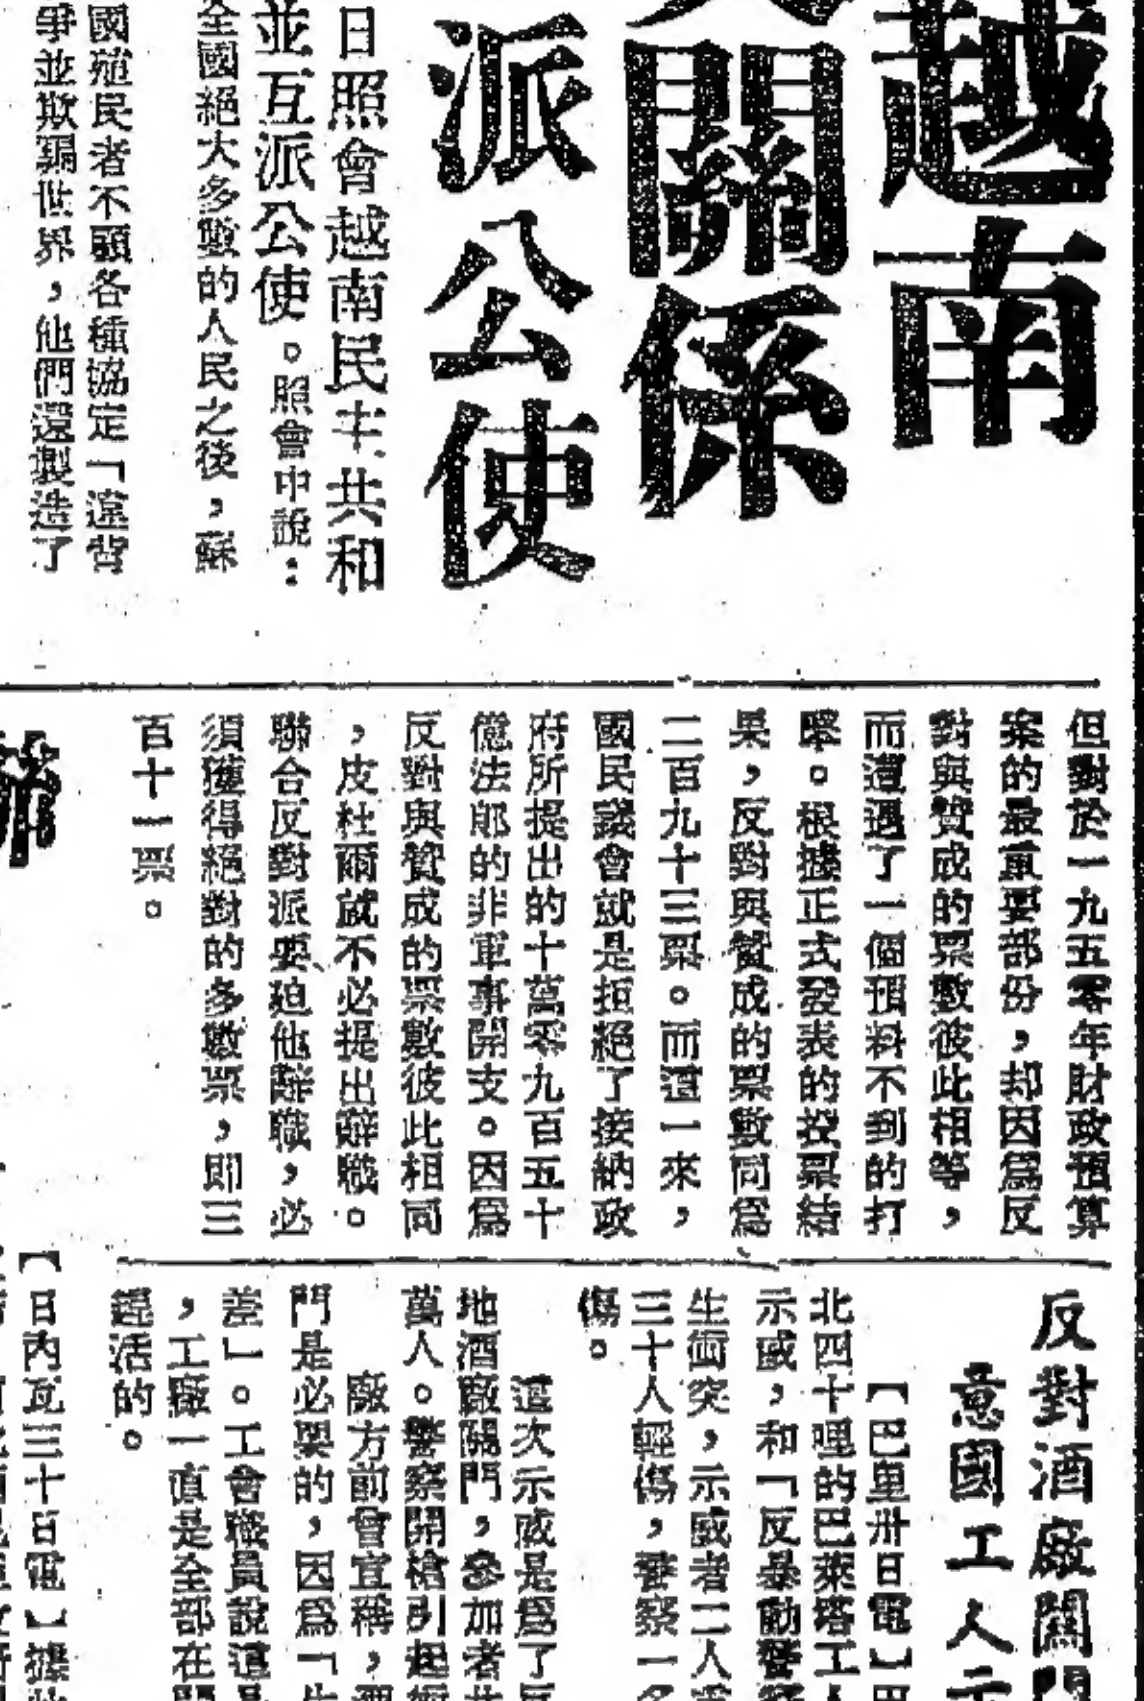 越南
關係
派公使
日照會越南民主共和
並互派公使。照會中說：
全國絕大多數的人民之後，蘇
國殖民者不顧各種協定「違背
爭並欺騙世界，他們還製造了
但對於一九五零年財政預算
案的最重要部份，却因爲反
對與贊成的票數彼此相等，
而遭遇了一個預料不到的打
擊。根據正式發表的投票結
果，反對與贊成的票數同爲
二百九十三票。而這一來，
國民議會就是拒絕了接納政
府所提出的十萬零九百五十
億法郎的非軍事開支。因爲
反對與贊成的票數彼此相同
，皮杜爾就不必提出辭職。
聯合反對派要迫他辭職，必
須獲得絕對的多數票，即三
百十一票。
反對酒廠關門
意國工人示
【巴里卅日電】巴
北四十哩的巴萊塔工人
示威，和「反暴動警察
生衝突，示威者二人
三十人輕傷，警察一名
傷。
這次示威是爲了反
地酒廠關門，參加者共
萬人。警察開槍引起衝
廠方前曾宣稱，
門是必要的，因爲「生
差」。工會職員說這是
，工廠一直是全部在開
鋌活的。
【日內瓦三十日電】據